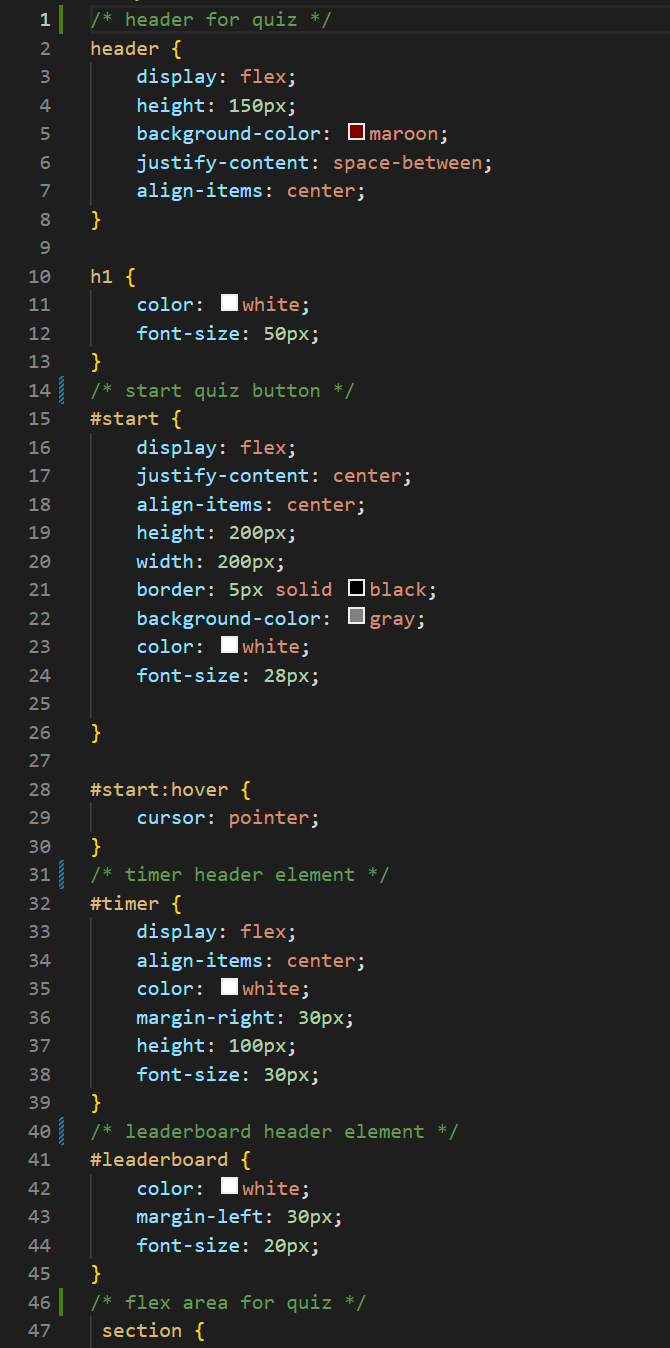 1 /* header for quiz */
2 header {
3     display: flex;
4     height: 150px;
5     background-color: maroon;
6     justify-content: space-between;
7     align-items: center;
8 }
9
10 h1 {
11     color: white;
12     font-size: 50px;
13 }
14 /* start quiz button */
15 #start {
16     display: flex;
17     justify-content: center;
18     align-items: center;
19     height: 200px;
20     width: 200px;
21     border: 5px solid black;
22     background-color: gray;
23     color: white;
24     font-size: 28px;
25
26 }
27
28 #start:hover {
29     cursor: pointer;
30 }
31 /* timer header element */
32 #timer {
33     display: flex;
34     align-items: center;
35     color: white;
36     margin-right: 30px;
37     height: 100px;
38     font-size: 30px;
39 }
40 /* leaderboard header element */
41 #leaderboard {
42     color: white;
43     margin-left: 30px;
44     font-size: 20px;
45 }
46 /* flex area for quiz */
47  section {